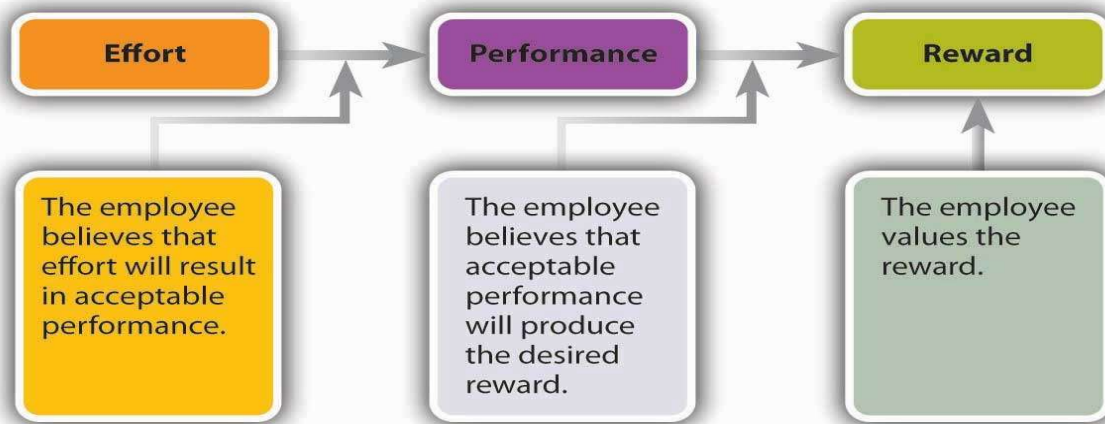 Effort
Performance
Reward
The employee
believes that
effort will result
in acceptable
performance.
The employee
believes that
acceptable
performance
will produce
the desired
reward.
The employee
values the
reward.